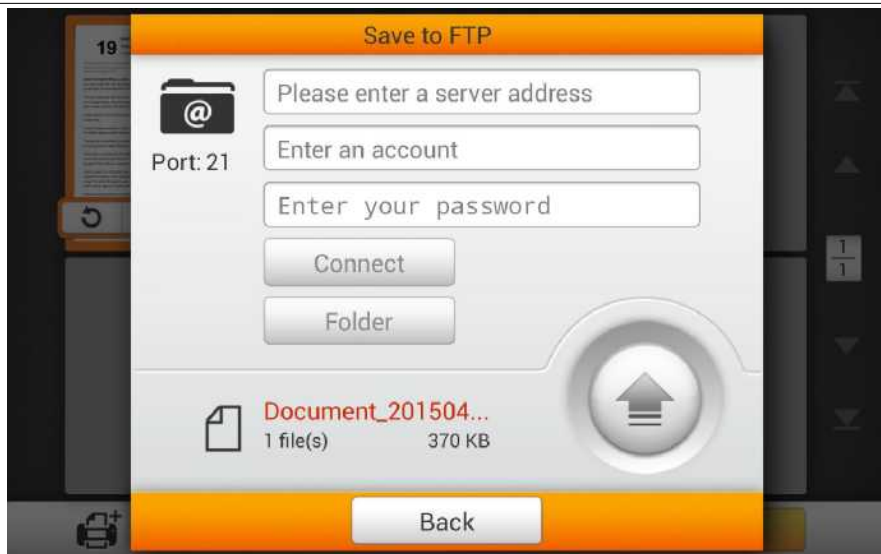 Save to FTP
19
Please enter a server address
@
Port: 21
Enter an account
Enter your password
Connect
Folder
1
1
Document_201504...
1 file(s) 370 KB
Back